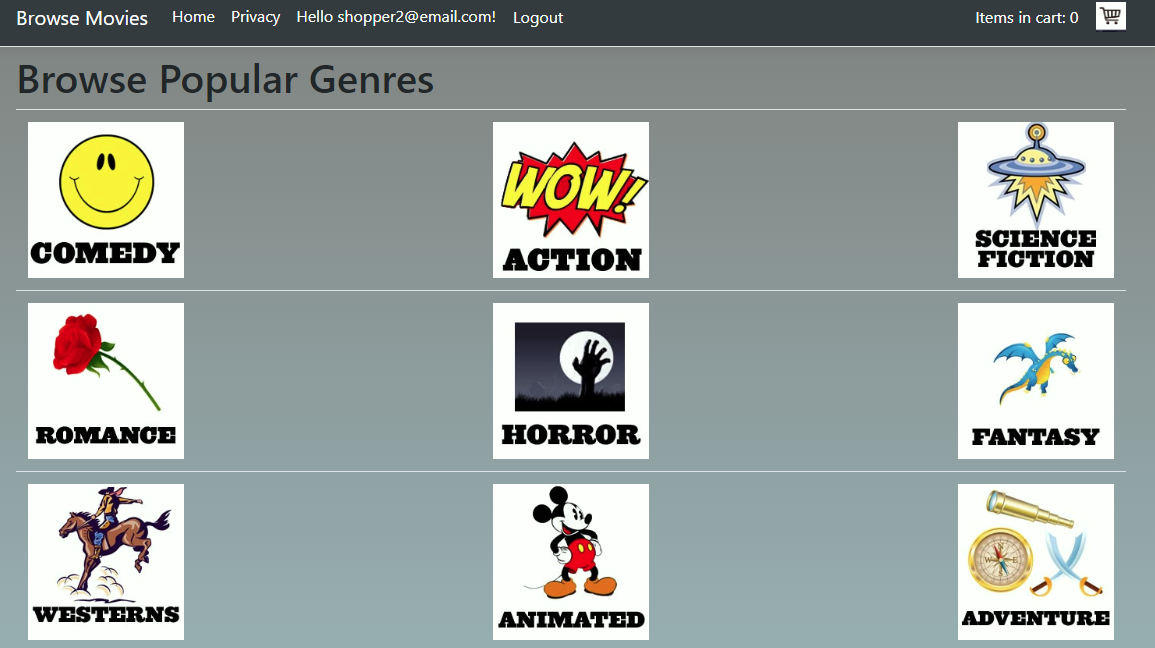 Browse Movies Home Privacy Hello shopper2@email.com! Logout Items in cart: 0
Browse Popular Genres
WOW!!
COMEDY
ACTION
SCIENCE
FICTION
ROMANCE
HORROR
FANTASY
W E
WESTERNS
ANIMATED
ADVENTURE